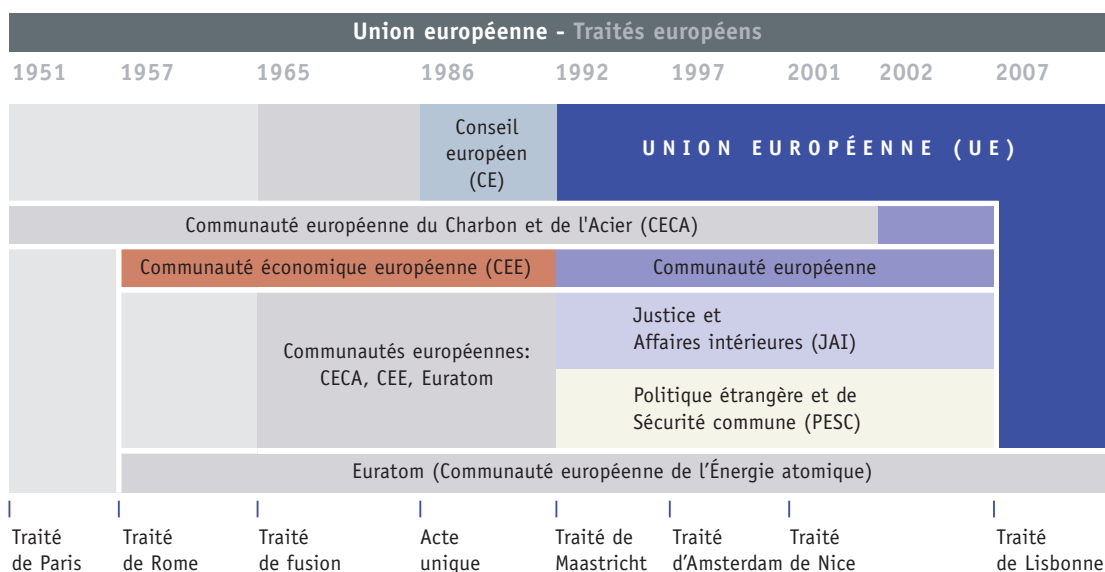 Union européenne - Traités européens
1951 1957 1965 1986 1992 1997 2001 2002 2007
Conseil
européen
(CE)
UNION EUROPÉENNE (UE)
Communauté européenne du Charbon et de l'Acier (CECA)
Communauté économique européenne (CEE)
Communauté européenne
Communautés européennes:
CECA, CEE, Euratom
Justice et
Affaires intérieures (JAI)
Politique étrangère et de
Sécurité commune (PESC)
Euratom (Communauté européenne de l'Énergie atomique)
Traité
de Paris
Traité
de Rome
Traité
de fusion
Acte
unique
Traité de
Maastricht
Traité
d'Amsterdam
Traité
de Nice
Traité
de Lisbonne